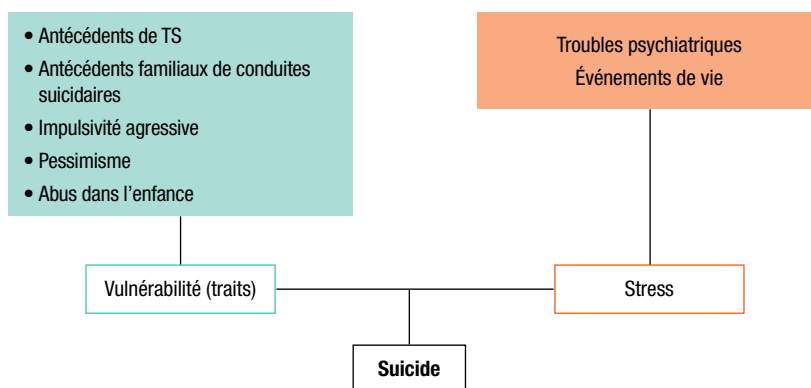 • Antécédents de TS
• Antécédents familiaux de conduites
suicidaires
• Impulsivité agressive
• Pessimisme
• Abus dans l'enfance
Troubles psychiatriques
Événements de vie
Vulnérabilité (traits)
Stress
Suicide